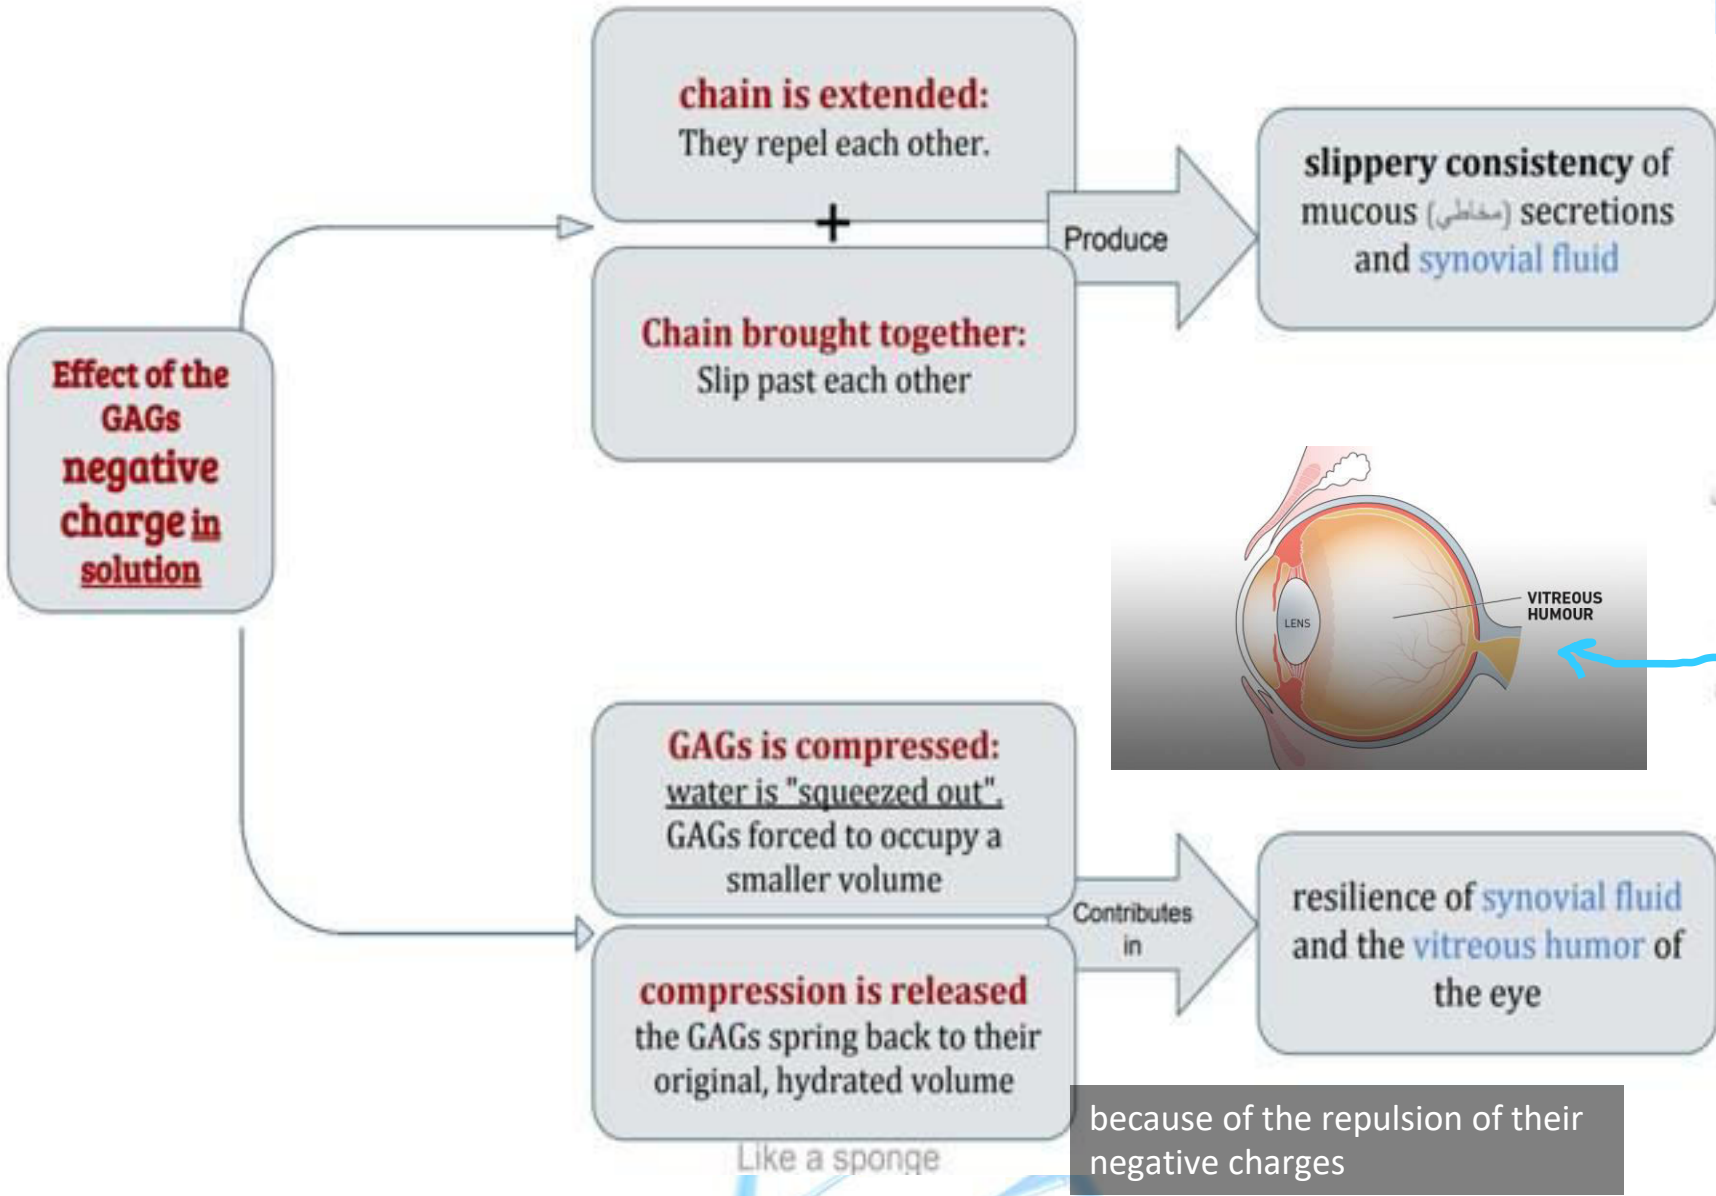 Effect of the
GAGs
negative
charge in
solution
chain is extended:
They repel each other.
+
Chain brought together:
Slip past each other
Produce
slippery consistency of
mucous (مخاطي) secretions
and synovial fluid
LENS
VITREOUS
HUMOUR
GAGs is compressed:
water is "squeezed out".
GAGs forced to occupy a
smaller volume
compression is released
the GAGs spring back to their
original, hydrated volume
Like a sponge
Contributes
in
resilience of synovial fluid
and the vitreous humor of
the eye
because of the repulsion of their
negative charges